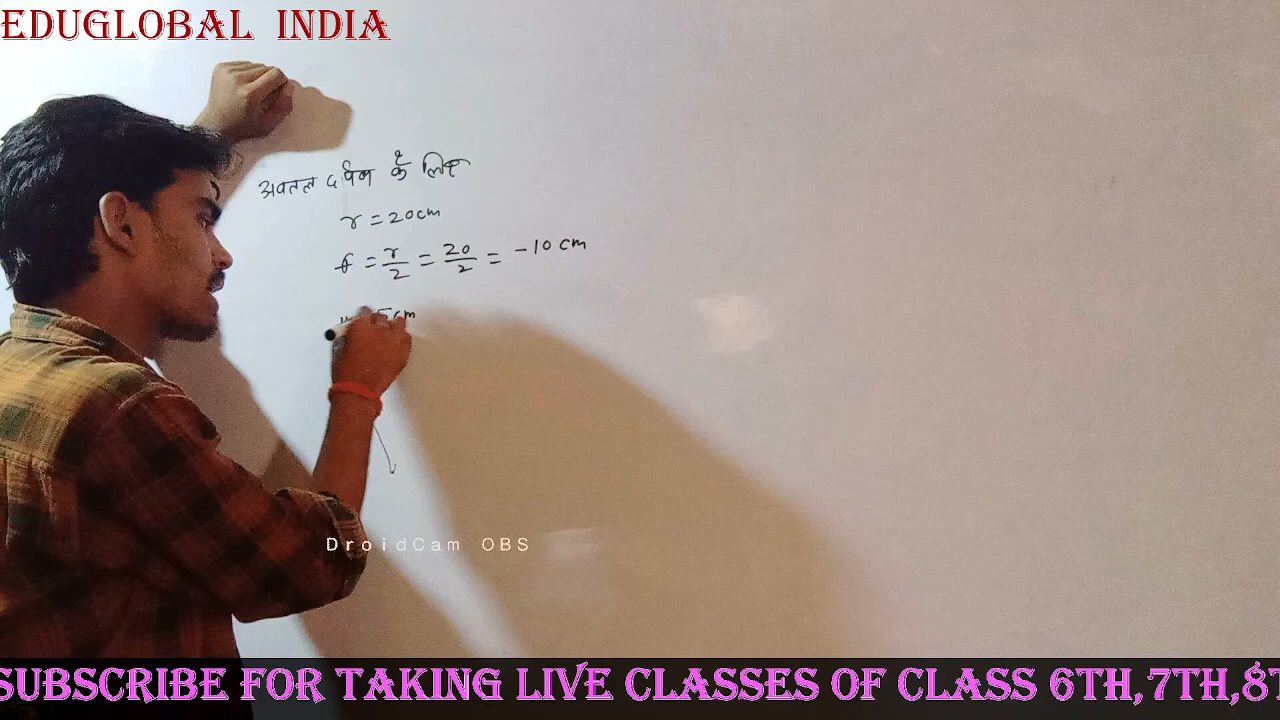 EDUGLOBAL INDIA
अवतल दर्पण के लिए
r = 20cm
f = r/2 = 20/2 = -10 cm
5cm
DroidCam OBS
SUBSCRIBE FOR TAKING LIVE CLASSES OF CLASS 6TH,7TH,8T